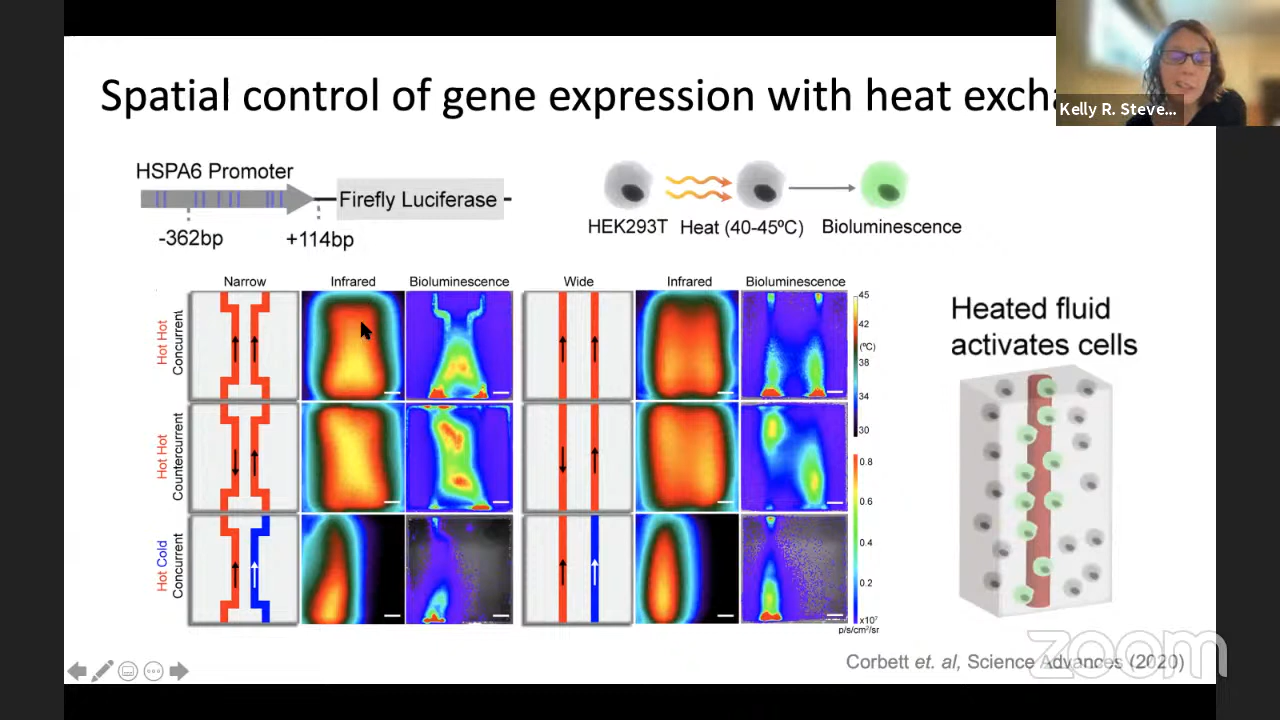 Spatial control of gene expression with heat
Kelly R. Steve...
HSPA6 Promoter
Firefly Luciferase
-362bp
+114bp
HEK293T
Heat (40-45ºC)
Bioluminescence
Narrow
Infrared
Bioluminescence
Wide
Infrared
Bioluminescence
Hot Hot
Concurrent
Hot Hot
Countercurrent
Hot Cold
Concurrent
45
42
(ºC)
38
34
30
0.8
0.6
0.4
0.2
x10⁷
p/s/cm²/sr
Heated fluid
activates cells
Corbett et. al, Science Advances (2020)
zoom